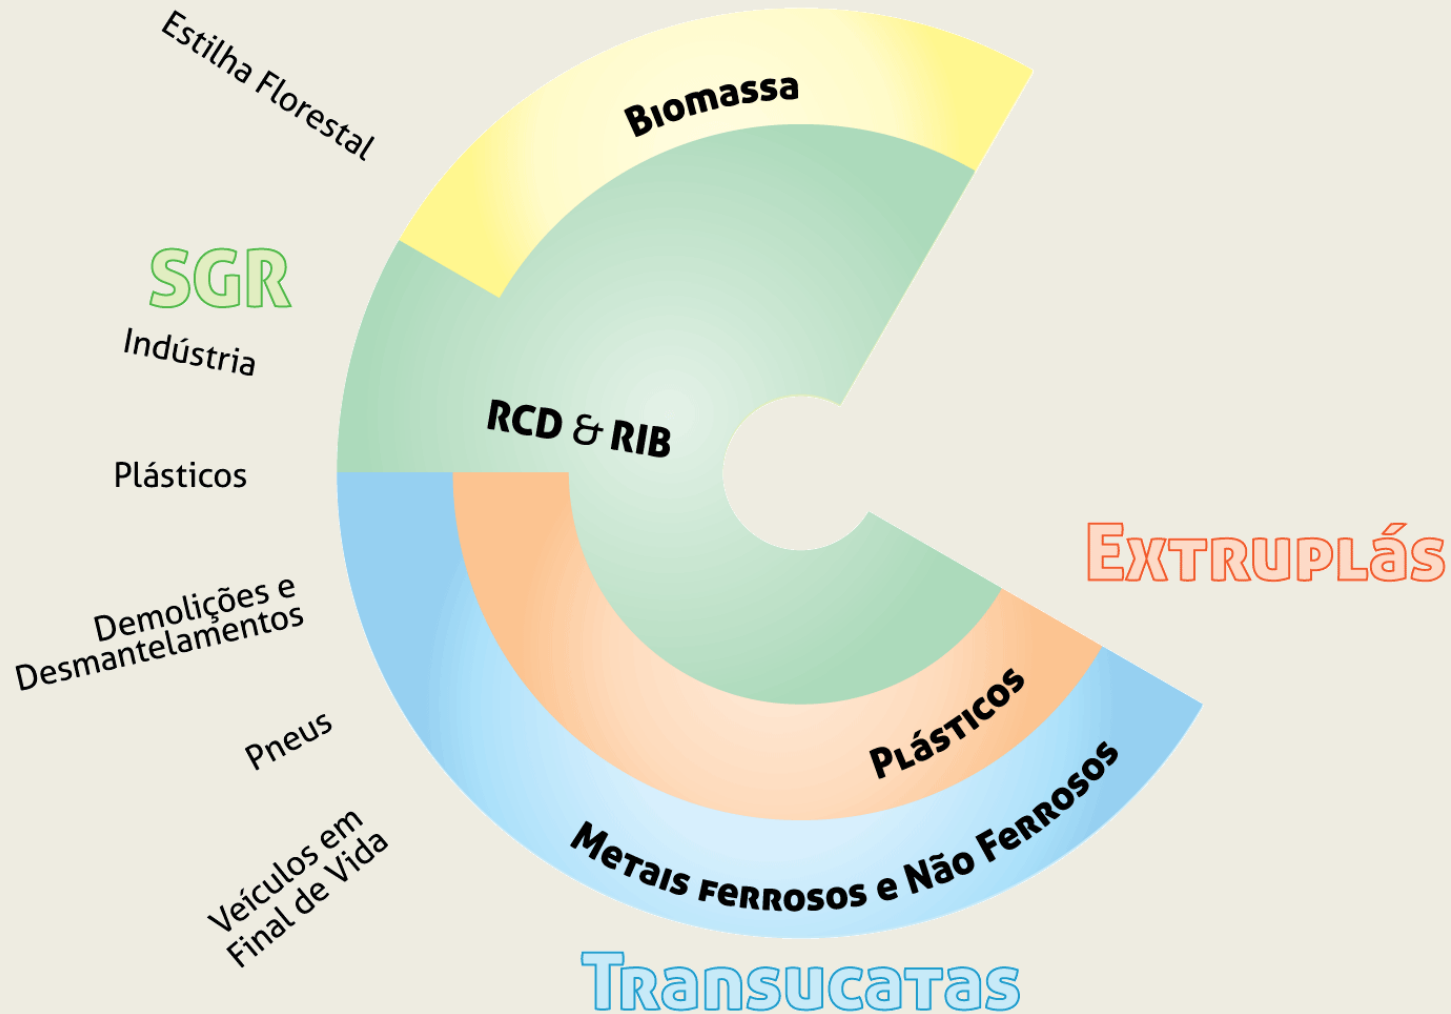 Estilha Florestal
Biomassa
SGR
Indústria
RCD & RIB
Plásticos
Extruplás
Demolições e
Desmantelamentos
Plásticos
Pneus
Metais ferrosos e Não Ferrosos
Veículos em
Final de Vida
Transucatas